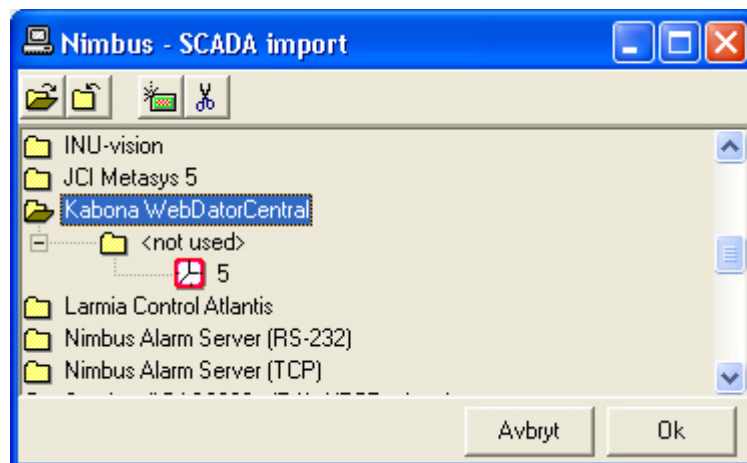 Nimbus - SCADA import
INU-vision
JCI Metasys 5
Kabona WebDatorCentral
<not used>
5
Larmia Control Atlantis
Nimbus Alarm Server (RS-232)
Nimbus Alarm Server (TCP)
Avbryt Ok